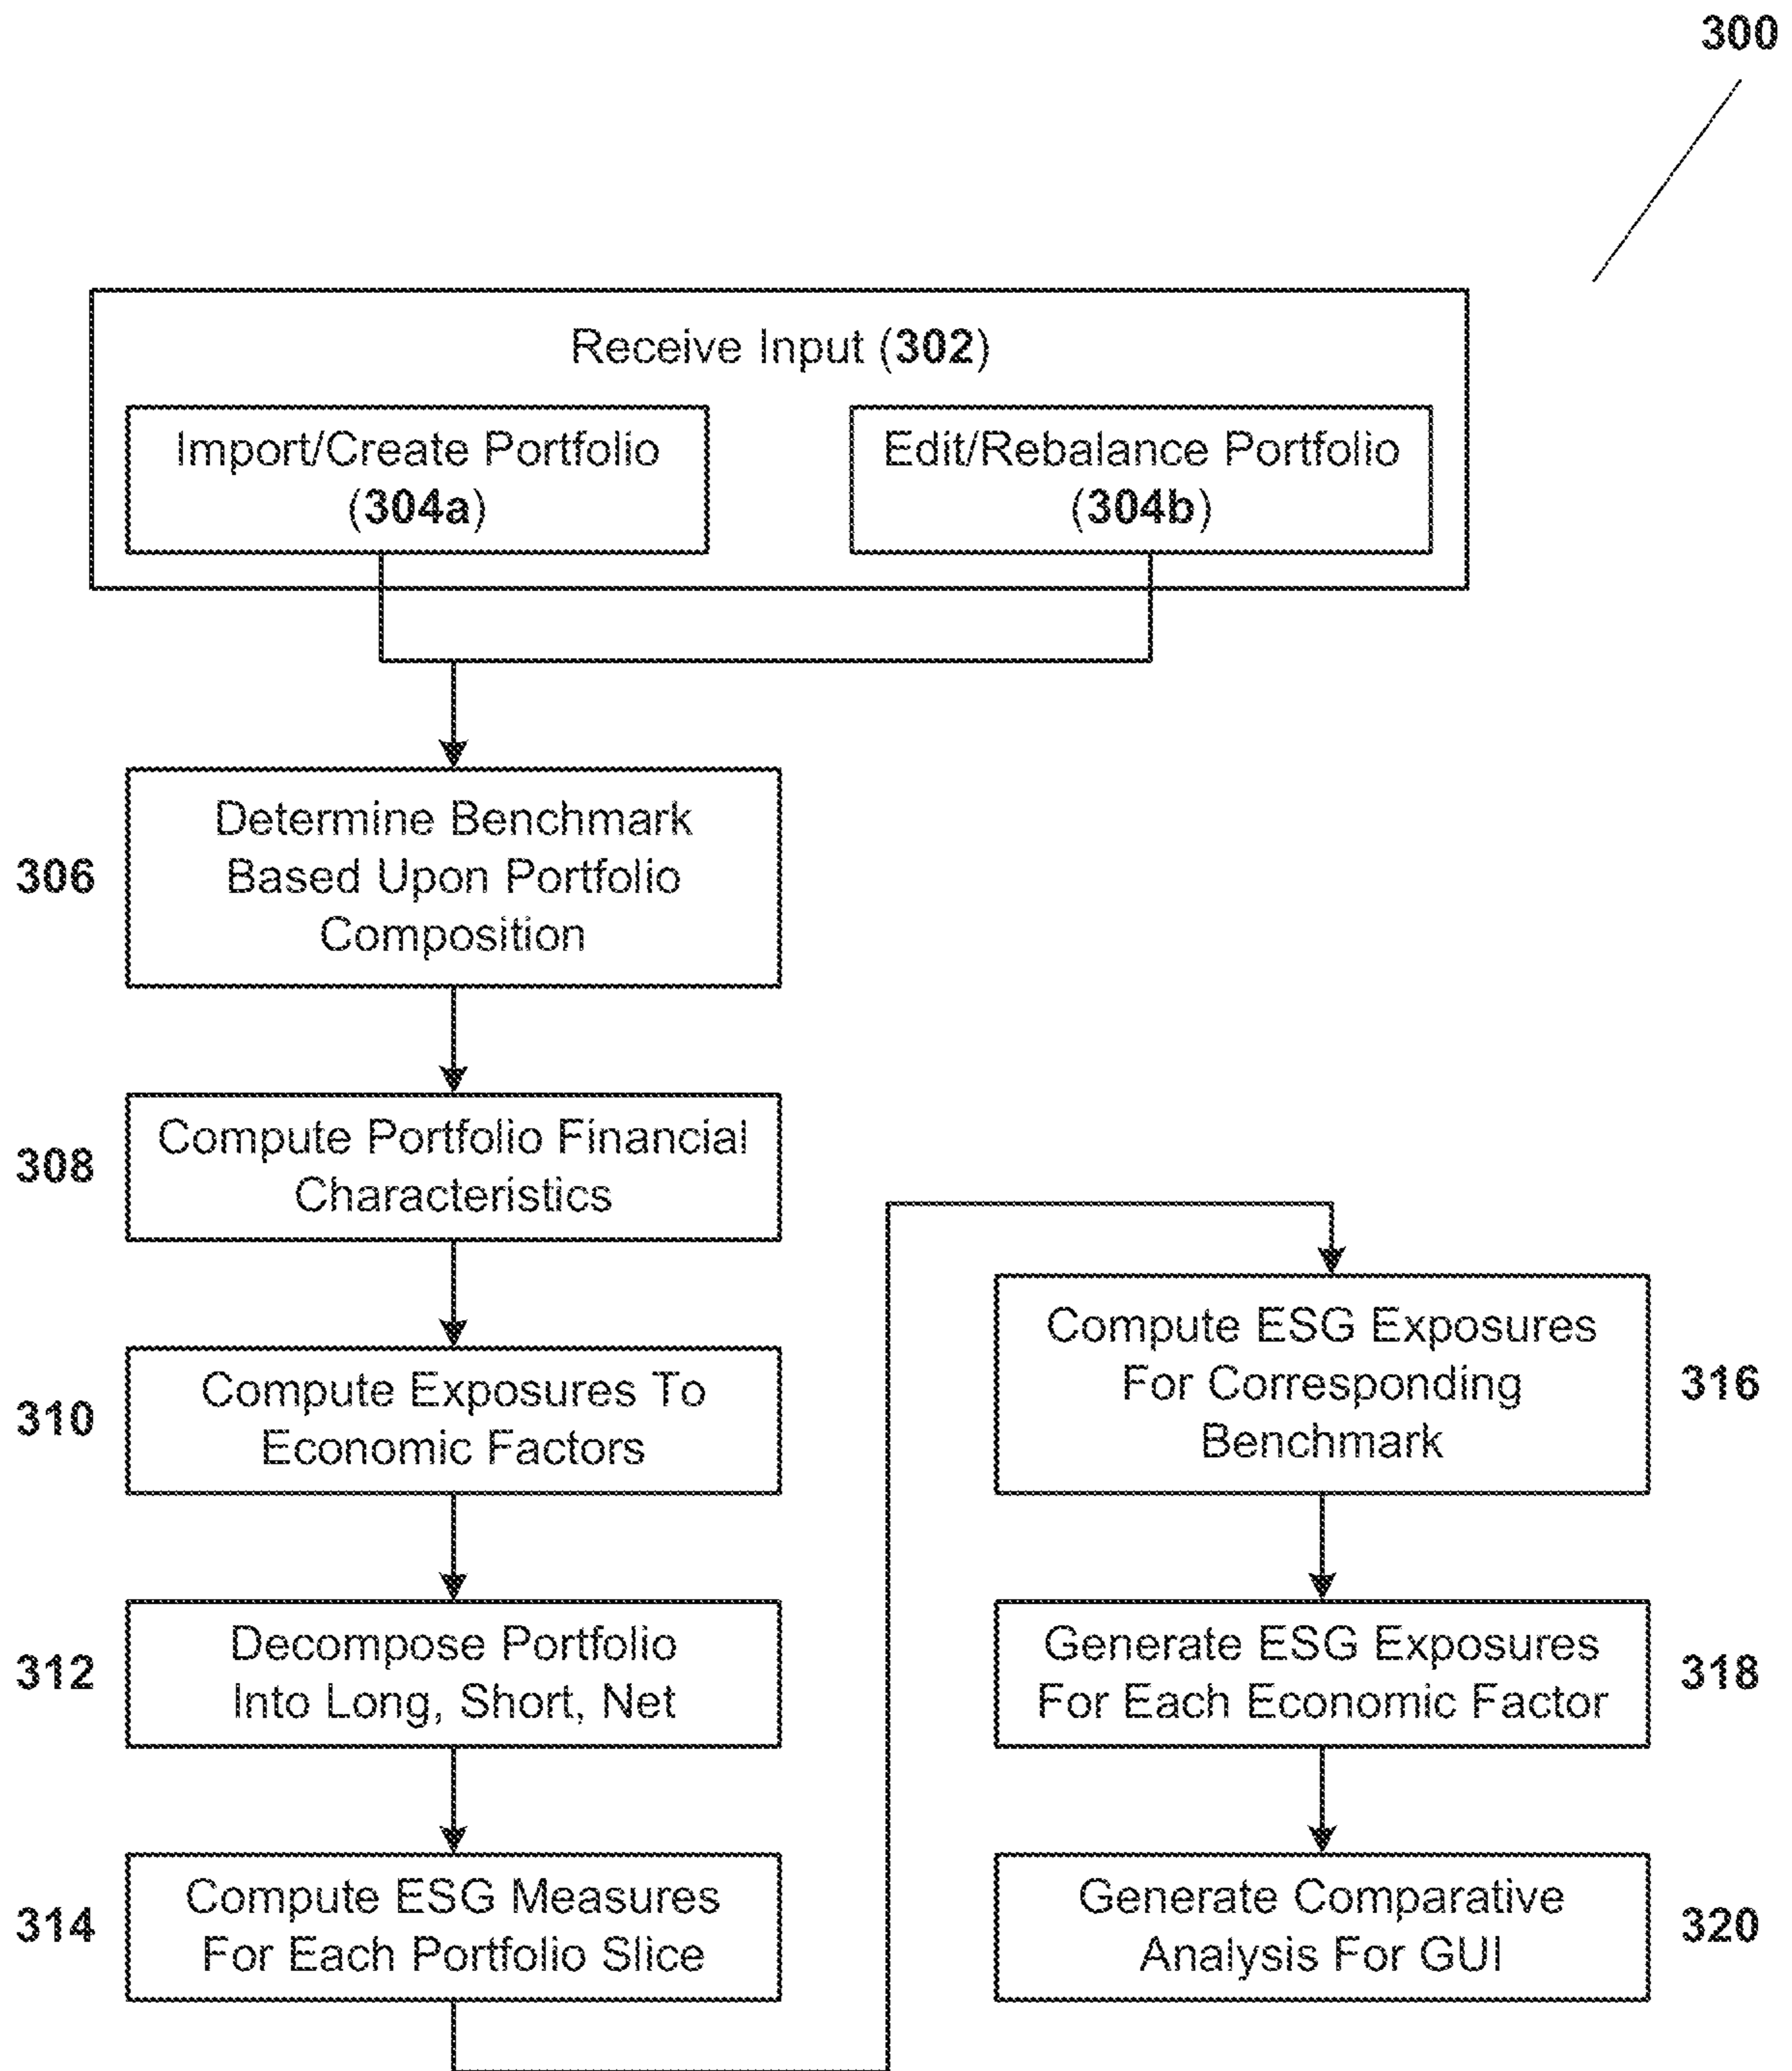 300
Receive Input (302)
Import/Create Portfolio
(304a)
Edit/Rebalance Portfolio
(304b)
306
Determine Benchmark
Based Upon Portfolio
Composition
308
Compute Portfolio Financial
Characteristics
310
Compute Exposures To
Economic Factors
312
Decompose Portfolio
Into Long, Short, Net
314
Compute ESG Measures
For Each Portfolio Slice
Compute ESG Exposures
For Corresponding
Benchmark
316
Generate ESG Exposures
For Each Economic Factor
318
Generate Comparative
Analysis For GUI
320